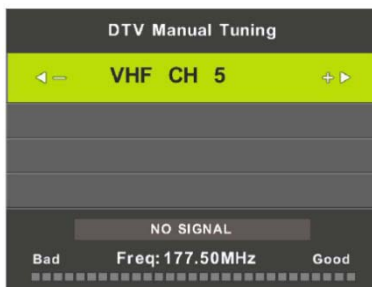 DTV Manual Tuning
VHF CH 5
NO SIGNAL
Bad Freq:177.50MHz Good